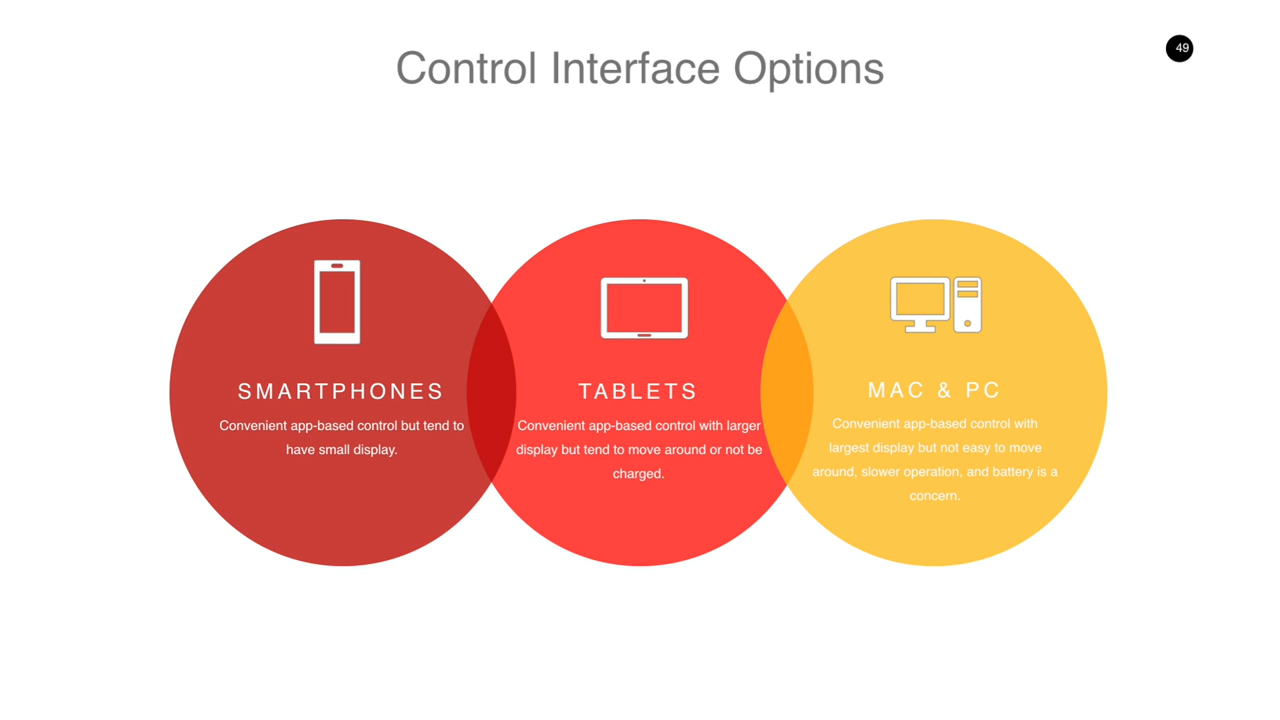 Control Interface Options
49
SMARTPHONES
Convenient app-based control but tend to
have small display.
TABLETS
Convenient app-based control with larger
display but tend to move around or not be
charged.
MAC & PC
Convenient app-based control with
largest display but not easy to move
around, slower operation, and battery is a
concern.